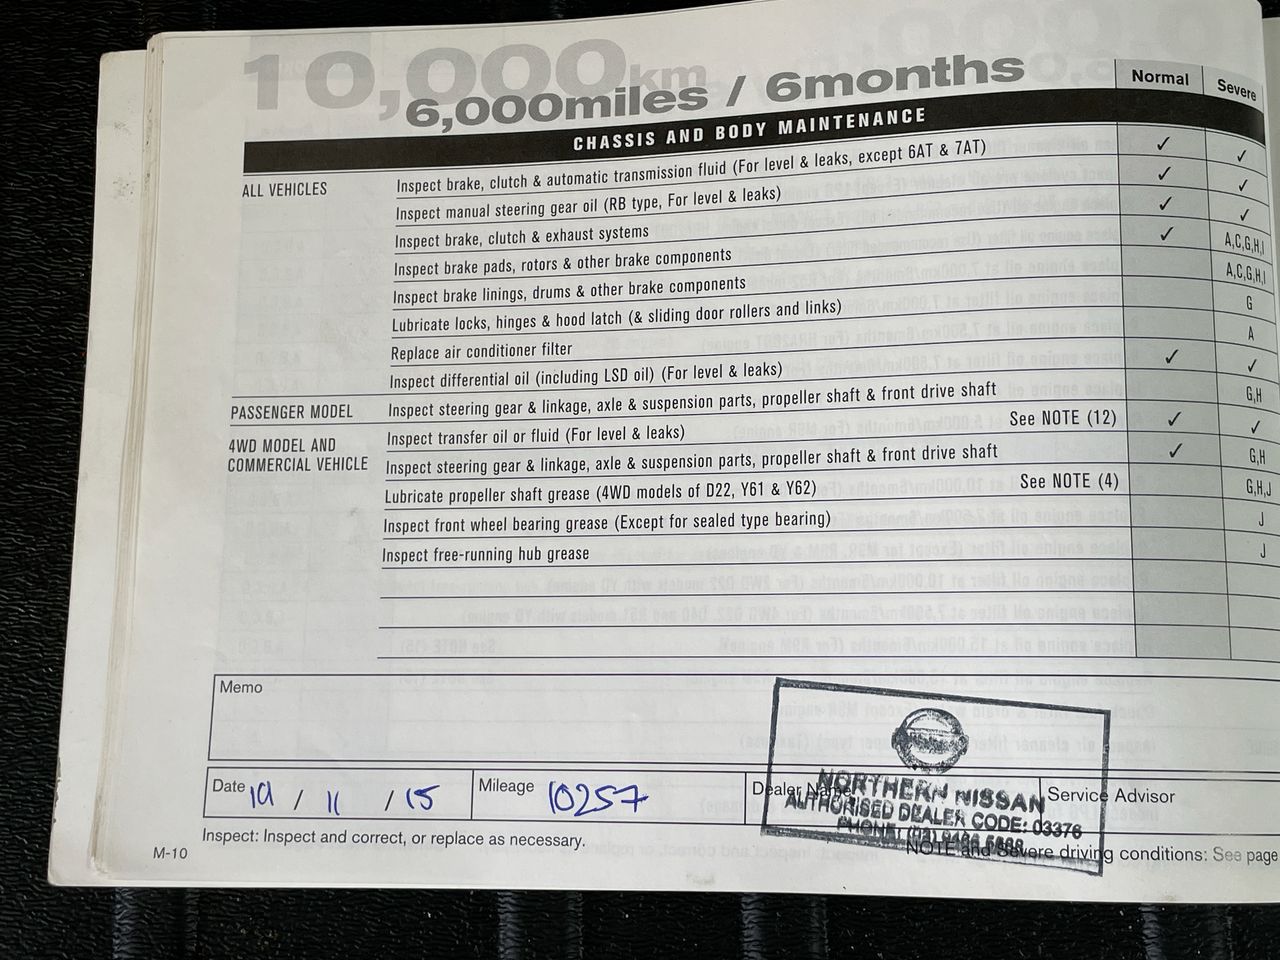 10,000km
6,000miles / 6months
Normal Severe
CHASSIS AND BODY MAINTENANCE
ALL VEHICLES Inspect brake, clutch & automatic transmission fluid (For level & leaks, except 6AT & 7AT) ✓ ✓
Inspect manual steering gear oil (RB type, For level & leaks) ✓ ✓
Inspect brake, clutch & exhaust systems ✓ ✓
Inspect brake pads, rotors & other brake components ✓ A,C,G,H,I
Inspect brake linings, drums & other brake components A,C,G,H,I
Lubricate locks, hinges & hood latch (& sliding door rollers and links) G
Replace air conditioner filter A
Inspect differential oil (including LSD oil) (For level & leaks) ✓ ✓
PASSENGER MODEL Inspect steering gear & linkage, axle & suspension parts, propeller shaft & front drive shaft G,H
4WD MODEL AND COMMERCIAL VEHICLE Inspect transfer oil or fluid (For level & leaks) See NOTE (12) ✓ ✓
Inspect steering gear & linkage, axle & suspension parts, propeller shaft & front drive shaft ✓ G,H
Lubricate propeller shaft grease (4WD models of D22, Y61 & Y62) See NOTE (4) G,H,J
Inspect front wheel bearing grease (Except for sealed type bearing) J
Inspect free-running hub grease J
Memo
Date / 11 / 15 Mileage 10257 Dealer Name Service Advisor
NORTHERN NISSAN
AUTHORISED DEALER CODE: 03376
PHONE:
Inspect: Inspect and correct, or replace as necessary.
NOTE and Severe driving conditions: See page
M-10